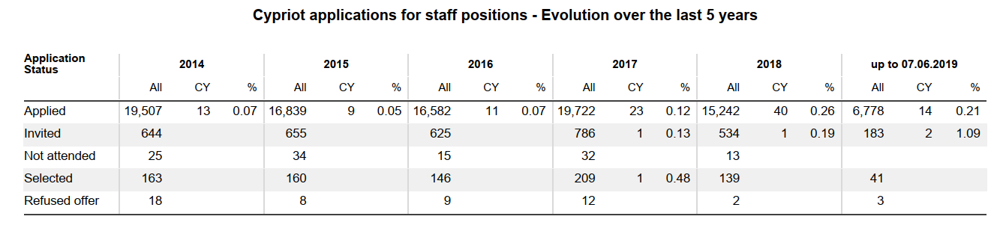 Cypriot applications for staff positions - Evolution over the last 5 years
Application Status 2014 2015 2016 2017 2018 up to 07.06.2019
All CY % All CY % All CY % All CY % All CY % All CY %
Applied 19,507 13 0.07 16,839 9 0.05 16,582 11 0.07 19,722 23 0.12 15,242 40 0.26 6,778 14 0.21
Invited 644 655 625 786 1 0.13 534 1 0.19 183 2 1.09
Not attended 25 34 15 32 13
Selected 163 160 146 209 1 0.48 139 41
Refused offer 18 8 9 12 2 3